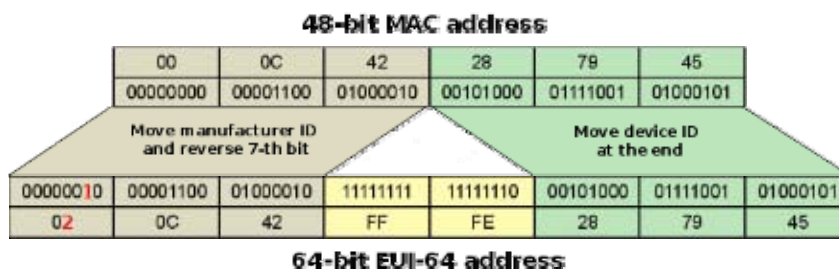 48-bit MAC address
00 0C 42 28 79 45
00000000 00001100 01000010 00101000 01111001 01000101
Move manufacturer ID
and reverse 7-th bit
Move device ID
at the end
00000010 00001100 01000010 11111111 11111110 00101000 01111001 01000101
02 0C 42 FF FE 28 79 45
64-bit EUI-64 address